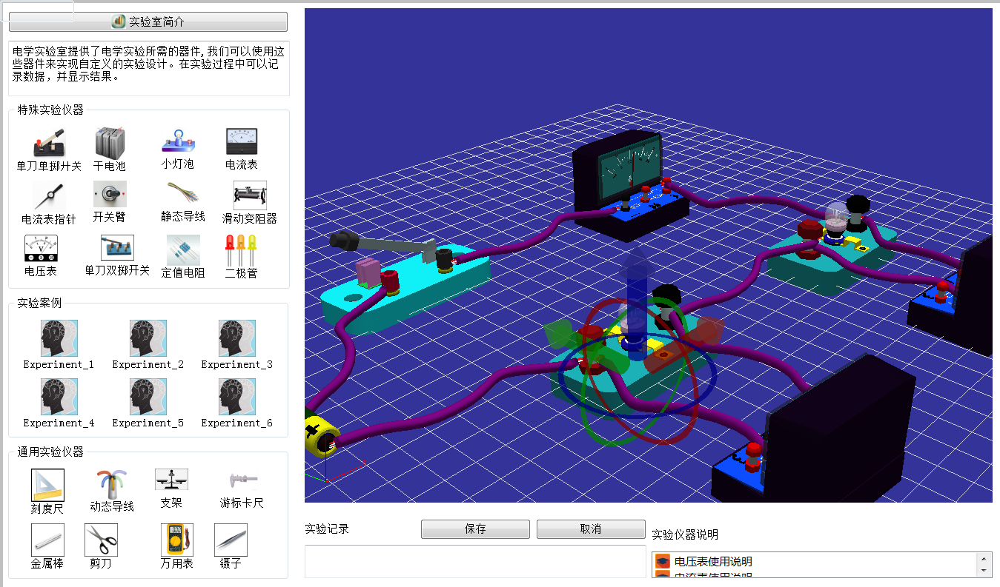 实验室简介
电学实验室提供了电学实验所需的器件,我们可以使用这
些器件来实现自定义的实验设计。在实验过程中可以记
录数据，并显示结果。
特殊实验仪器
单刀单掷开关 干电池 小灯泡 电流表
电流表指针 开关臂 静态导线 滑动变阻器
电压表 单刀双掷开关 定值电阻 二极管
实验案例
Experiment_1 Experiment_2 Experiment_3
Experiment_4 Experiment_5 Experiment_6
通用实验仪器
刻度尺 动态导线 支架 游标卡尺
金属棒 剪刀 万用表 镊子
实验记录
保存
取消
实验仪器说明
电压表使用说明
电流表使用说明